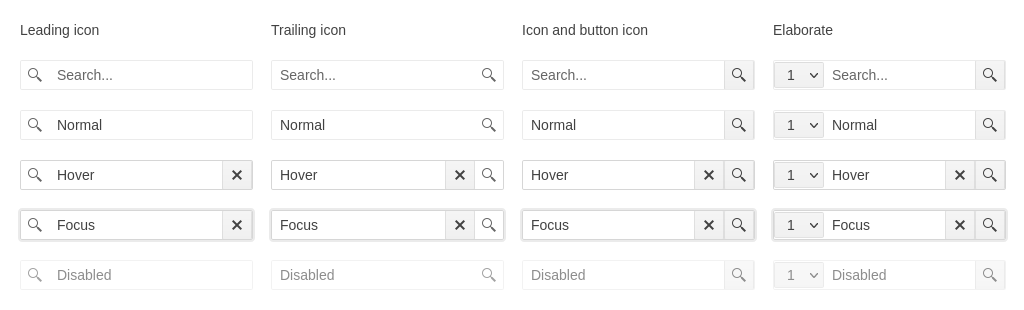 Leading icon Trailing icon Icon and button icon Elaborate
Search... Search... Search... 1 Search...
Normal Normal Normal 1 Normal
Hover Hover Hover 1 Hover
Focus Focus Focus 1 Focus
Disabled Disabled Disabled 1 Disabled